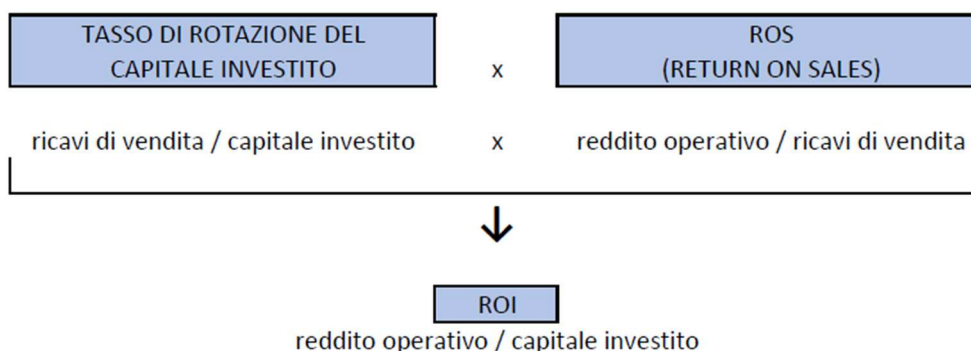 TASSO DI ROTAZIONE DEL
CAPITALE INVESTITO
x
ROS
(RETURN ON SALES)
ricavi di vendita / capitale investito x reddito operativo / ricavi di vendita
ROI
reddito operativo / capitale investito